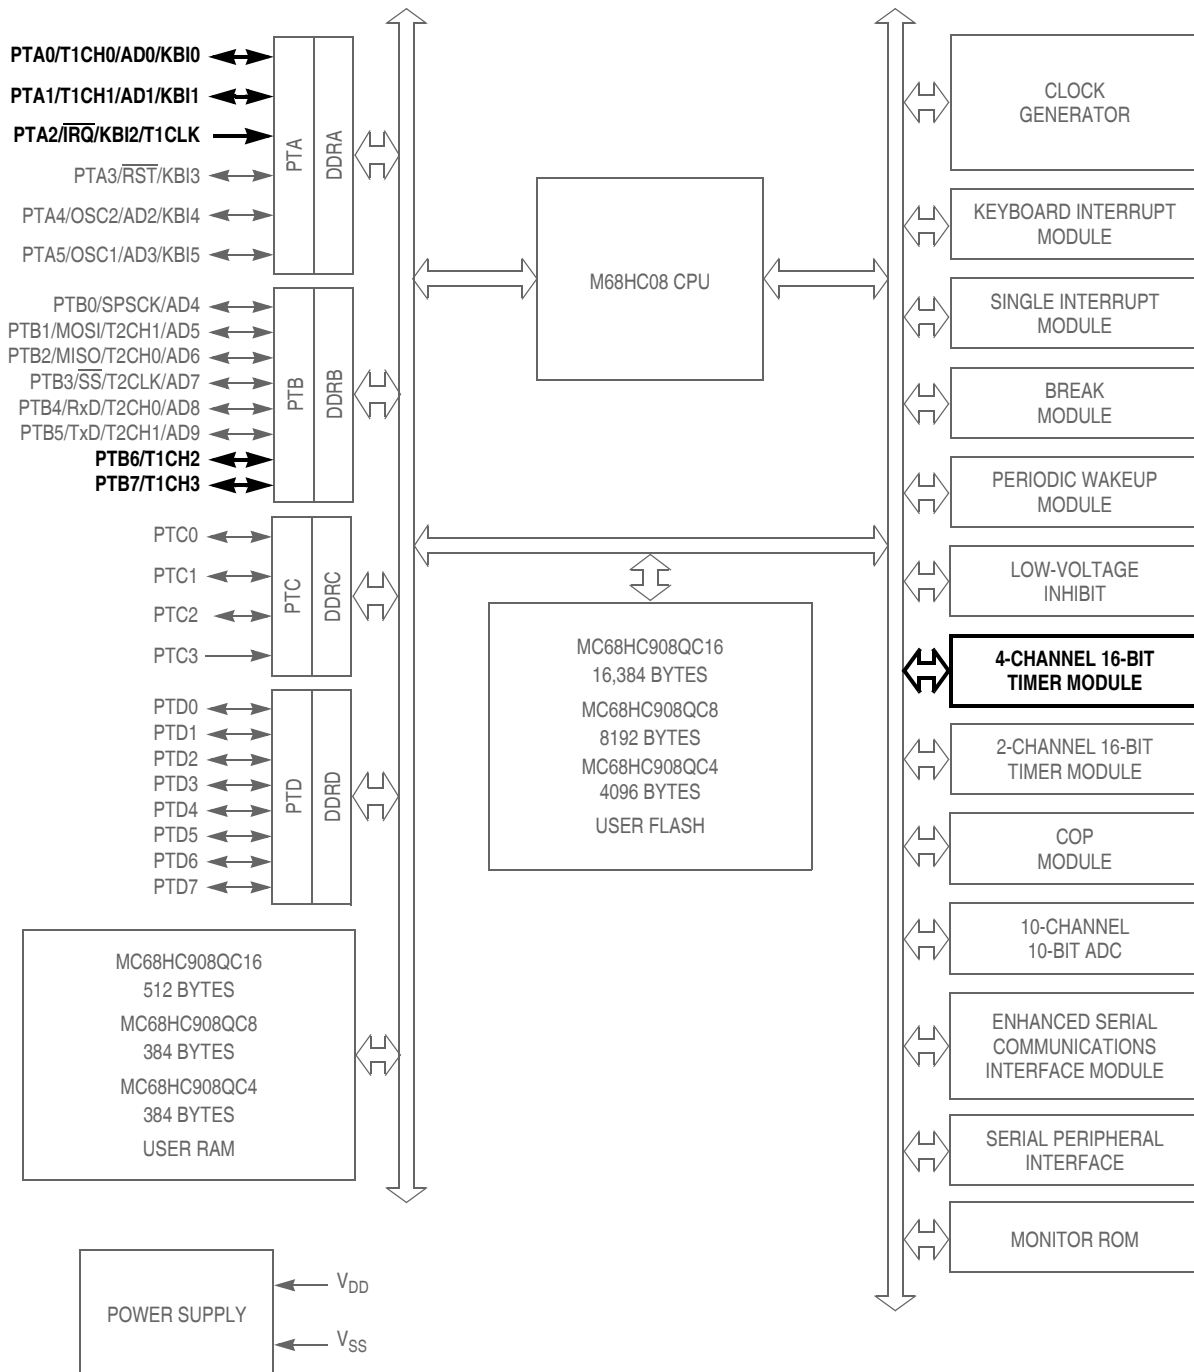 PTA0/T1CH0/AD0/KBI0
PTA1/T1CH1/AD1/KBI1
PTA2/I̅R̅Q̅/KBI2/T1CLK
PTA3/R̅S̅T̅/KBI3
PTA4/OSC2/AD2/KBI4
PTA5/OSC1/AD3/KBI5
PTA
DDRA
PTB0/SPSCK/AD4
PTB1/MOSI/T2CH1/AD5
PTB2/MISO/T2CH0/AD6
PTB3/S̅S̅/T2CLK/AD7
PTB4/RxD/T2CH0/AD8
PTB5/TxD/T2CH1/AD9
PTB6/T1CH2
PTB7/T1CH3
PTB
DDRB
PTC0
PTC1
PTC2
PTC3
PTC
DDRC
PTD0
PTD1
PTD2
PTD3
PTD4
PTD5
PTD6
PTD7
PTD
DDRD
MC68HC908QC16
512 BYTES
MC68HC908QC8
384 BYTES
MC68HC908QC4
384 BYTES
USER RAM
POWER SUPPLY
VDD
VSS
M68HC08 CPU
MC68HC908QC16
16,384 BYTES
MC68HC908QC8
8192 BYTES
MC68HC908QC4
4096 BYTES
USER FLASH
CLOCK
GENERATOR
KEYBOARD INTERRUPT
MODULE
SINGLE INTERRUPT
MODULE
BREAK
MODULE
PERIODIC WAKEUP
MODULE
LOW-VOLTAGE
INHIBIT
4-CHANNEL 16-BIT
TIMER MODULE
2-CHANNEL 16-BIT
TIMER MODULE
COP
MODULE
10-CHANNEL
10-BIT ADC
ENHANCED SERIAL
COMMUNICATIONS
INTERFACE MODULE
SERIAL PERIPHERAL
INTERFACE
MONITOR ROM